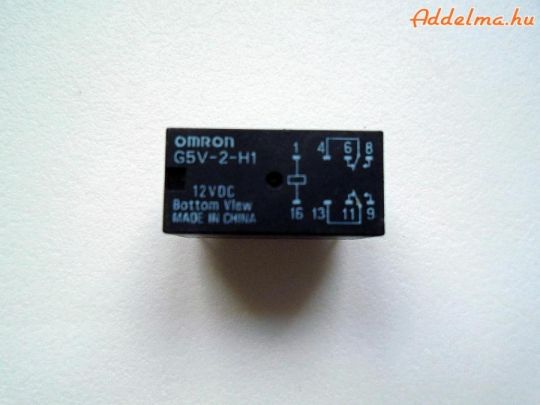 Addelma.hu
OMRON
G5V-2-H1
12VDC
Bottom View
MADE IN CHINA
1 4 6 8
16 13 11 9